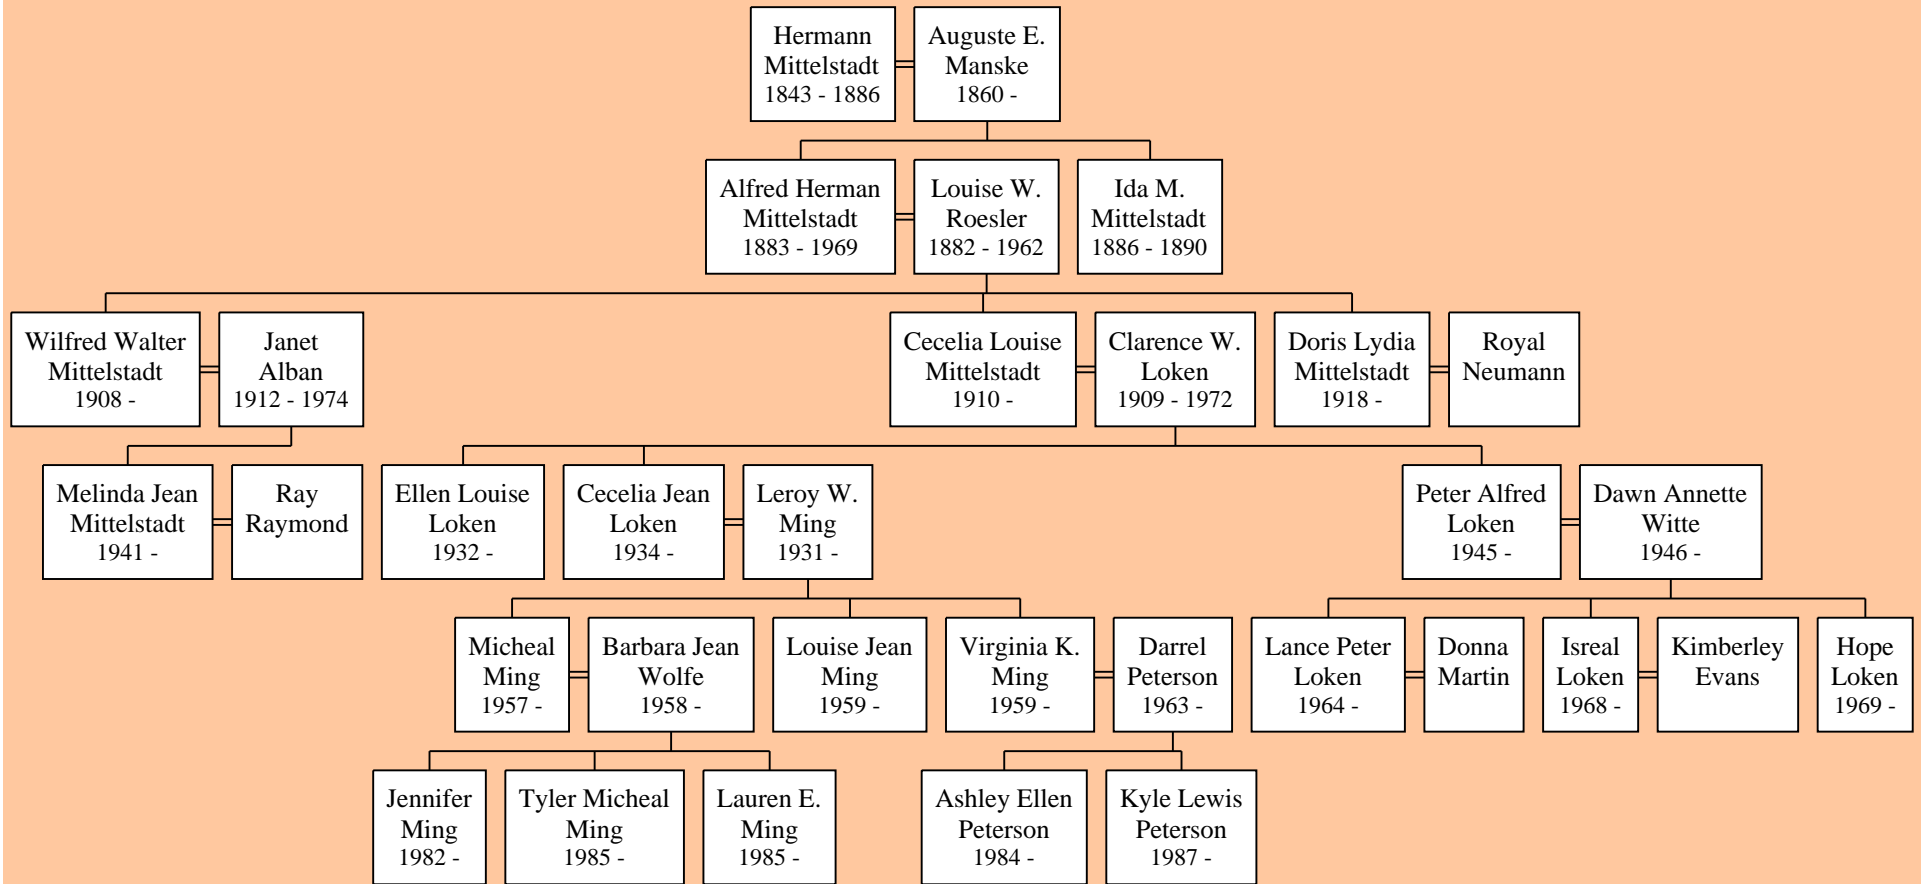 Hermann
Mittelstadt
1843 - 1886
Auguste E.
Manske
1860 -
Alfred Herman
Mittelstadt
1883 - 1969
Louise W.
Roesler
1882 - 1962
Ida M.
Mittelstadt
1886 - 1890
Wilfred Walter
Mittelstadt
1908 -
Janet
Alban
1912 - 1974
Cecelia Louise
Mittelstadt
1910 -
Clarence W.
Loken
1909 - 1972
Doris Lydia
Mittelstadt
1918 -
Royal
Neumann
Melinda Jean
Mittelstadt
1941 -
Ray
Raymond
Ellen Louise
Loken
1932 -
Cecelia Jean
Loken
1934 -
Leroy W.
Ming
1931 -
Peter Alfred
Loken
1945 -
Dawn Annette
Witte
1946 -
Micheal
Ming
1957 -
Barbara Jean
Wolfe
1958 -
Louise Jean
Ming
1959 -
Virginia K.
Ming
1959 -
Darrel
Peterson
1963 -
Lance Peter
Loken
1964 -
Donna
Martin
Isreal
Loken
1968 -
Kimberley
Evans
Hope
Loken
1969 -
Jennifer
Ming
1982 -
Tyler Micheal
Ming
1985 -
Lauren E.
Ming
1985 -
Ashley Ellen
Peterson
1984 -
Kyle Lewis
Peterson
1987 -